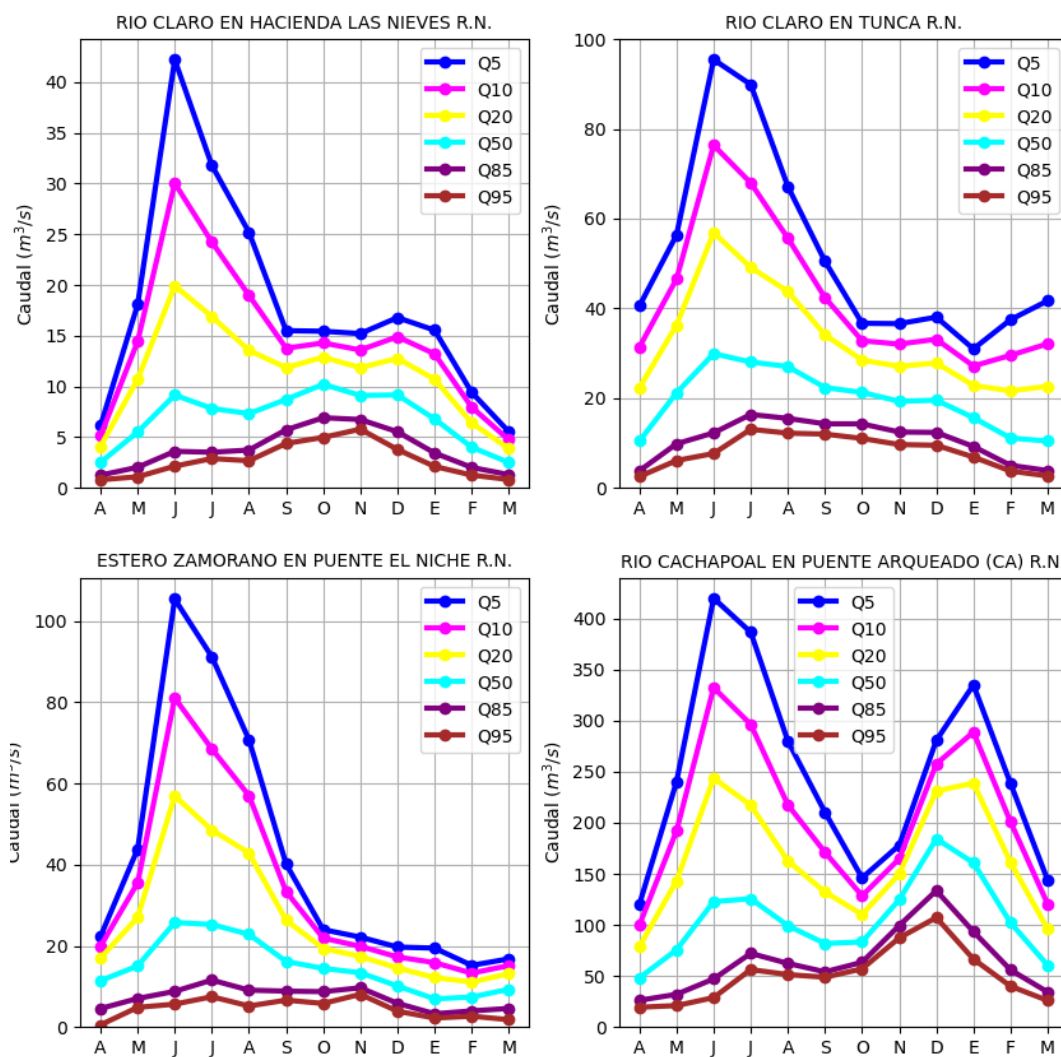 RIO CLARO EN HACIENDA LAS NIEVES R.N.
Caudal (m³/s)
40
35
30
25
20
15
10
5
0
A M J J A S O N D E F M
Q5
Q10
Q20
Q50
Q85
Q95
RIO CLARO EN TUNCA R.N.
Caudal (m³/s)
100
80
60
40
20
0
A M J J A S O N D E F M
Q5
Q10
Q20
Q50
Q85
Q95
ESTERO ZAMORANO EN PUENTE EL NICHE R.N.
Caudal (m³/s)
100
80
60
40
20
0
A M J J A S O N D E F M
Q5
Q10
Q20
Q50
Q85
Q95
RIO CACHAPOAL EN PUENTE ARQUEADO (CA) R.N
Caudal (m³/s)
400
350
300
250
200
150
100
50
0
A M J J A S O N D E F M
Q5
Q10
Q20
Q50
Q85
Q95